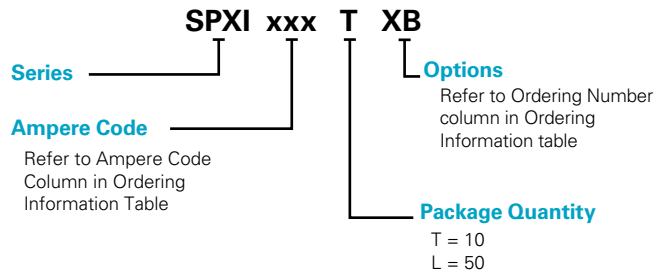 SPXI xxx T XB
Series
Ampere Code
Refer to Ampere Code
Column in Ordering
Information Table
Options
Refer to Ordering Number
column in Ordering
Information table
Package Quantity
T = 10
L = 50